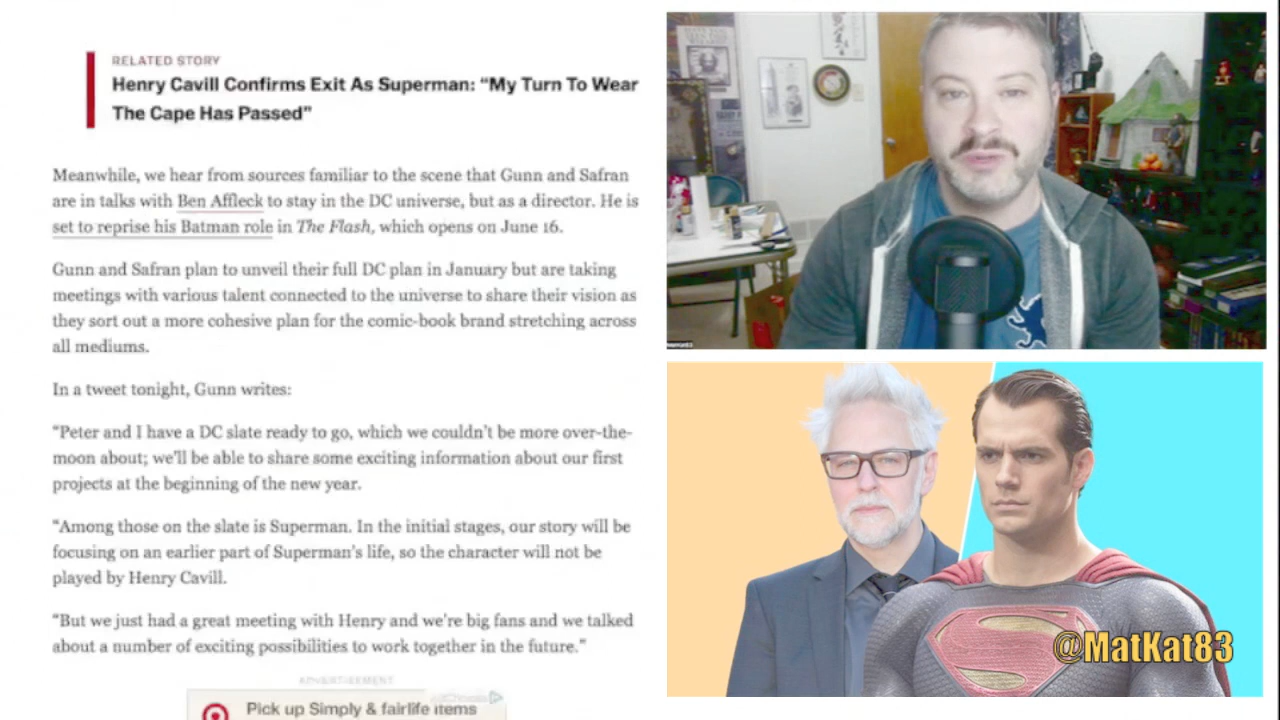 RELATED STORY
Henry Cavill Confirms Exit As Superman: “My Turn To Wear
The Cape Has Passed”
Meanwhile, we hear from sources familiar to the scene that Gunn and Safran
are in talks with Ben Affleck to stay in the DC universe, but as a director. He is
set to reprise his Batman role in The Flash, which opens on June 16.
Gunn and Safran plan to unveil their full DC plan in January but are taking
meetings with various talent connected to the universe to share their vision as
they sort out a more cohesive plan for the comic-book brand stretching across
all mediums.
In a tweet tonight, Gunn writes:
“Peter and I have a DC slate ready to go, which we couldn’t be more over-the-
moon about; we’ll be able to share some exciting information about our first
projects at the beginning of the new year.
“Among those on the slate is Superman. In the initial stages, our story will be
focusing on an earlier part of Superman’s life, so the character will not be
played by Henry Cavill.
“But we just had a great meeting with Henry and we’re big fans and we talked
about a number of exciting possibilities to work together in the future.”
ADVERTISEMENT
Pick up Simply & fairlife items
@MatKat83